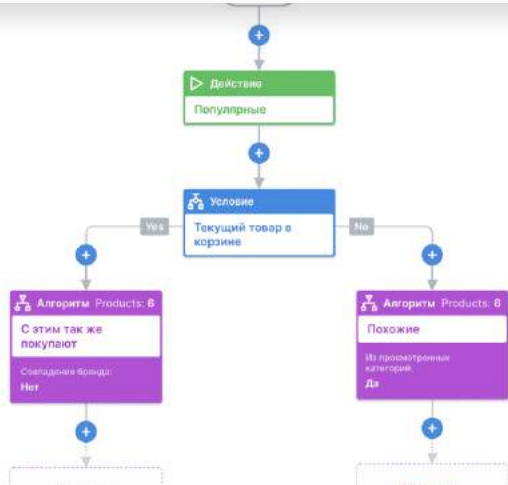 Действие
Популярные
Условие
Текущий товар в
корзине
Yes
No
Алгоритм Products: 6
С этим так же
покупают
Совпадение бренда:
Нет
Алгоритм Products: 6
Похожие
Из просмотренных
категорий:
Да